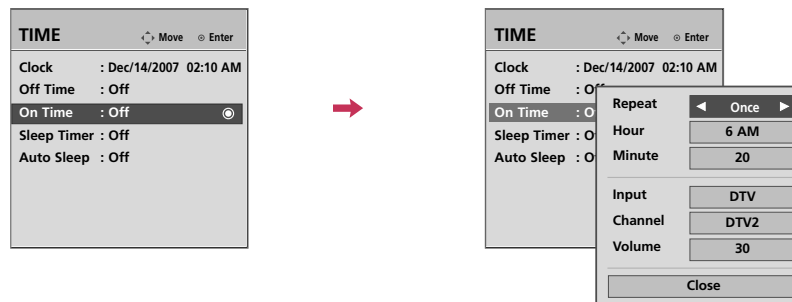 TIME Move Enter
Clock : Dec/14/2007 02:10 AM
Off Time : Off
On Time : Off
Sleep Timer : Off
Auto Sleep : Off
TIME Move Enter
Clock : Dec/14/2007 02:10 AM
Off Time : Off
On Time : O
Sleep Timer : O
Auto Sleep : O
Repeat Once
Hour 6 AM
Minute 20
Input DTV
Channel DTV2
Volume 30
Close